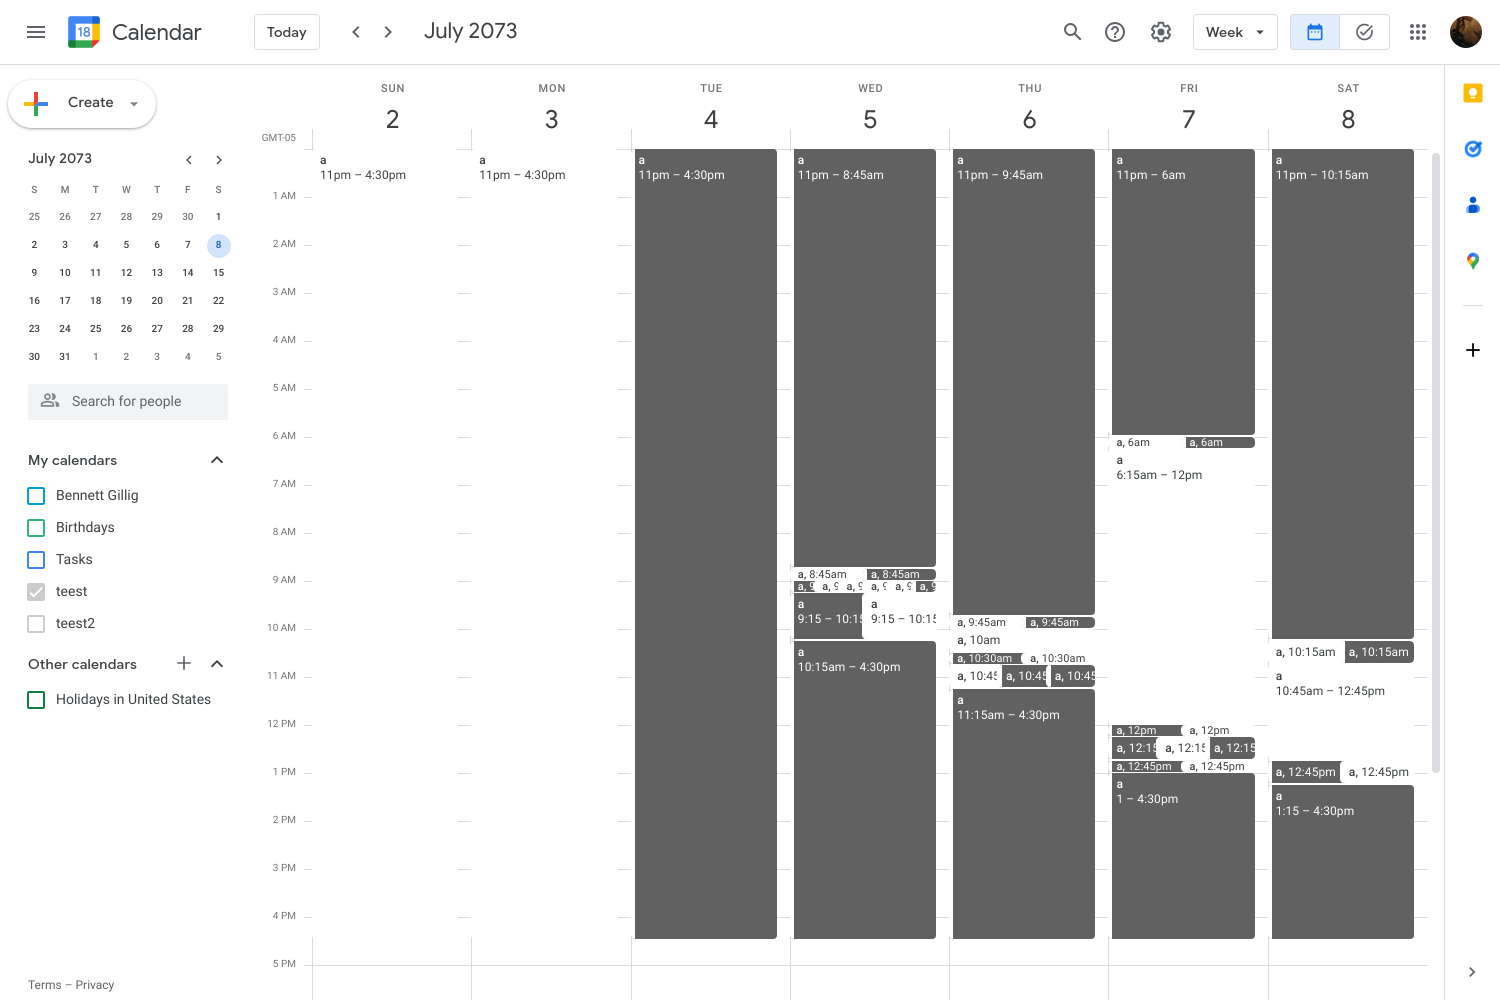 18 Calendar
Today
July 2073
Week
Create
July 2073
S M T W T F S
25 26 27 28 29 30 1
2 3 4 5 6 7 8
9 10 11 12 13 14 15
16 17 18 19 20 21 22
23 24 25 26 27 28 29
30 31 1 2 3 4 5
Search for people
My calendars
Bennett Gillig
Birthdays
Tasks
teest
teest2
Other calendars
Holidays in United States
Terms – Privacy
SUN MON TUE WED THU FRI SAT
2 3 4 5 6 7 8
GMT-05
1 AM
2 AM
3 AM
4 AM
5 AM
6 AM
7 AM
8 AM
9 AM
10 AM
11 AM
12 PM
1 PM
2 PM
3 PM
4 PM
5 PM
a
11pm – 4:30pm
a
11pm – 4:30pm
a
11pm – 4:30pm
a
11pm – 8:45am
a, 8:45am
a, 8:45am
a, 9
a, 9
a, 9
a, 9
a, 9
a, 9
a
9:15 – 10:15
a
9:15 – 10:15
a
10:15am – 4:30pm
a
11pm – 9:45am
a, 9:45am
a, 9:45am
a, 10am
a, 10:30am
a, 10:30am
a, 10:45
a, 10:45
a, 10:45
a
11:15am – 4:30pm
a
11pm – 6am
a, 6am
a, 6am
a
6:15am – 12pm
a, 12pm
a, 12pm
a, 12:15
a, 12:15
a, 12:15
a, 12:45pm
a, 12:45pm
a
1 – 4:30pm
a
11pm – 10:15am
a, 10:15am
a, 10:15am
a
10:45am – 12:45pm
a, 12:45pm
a, 12:45pm
a
1:15 – 4:30pm